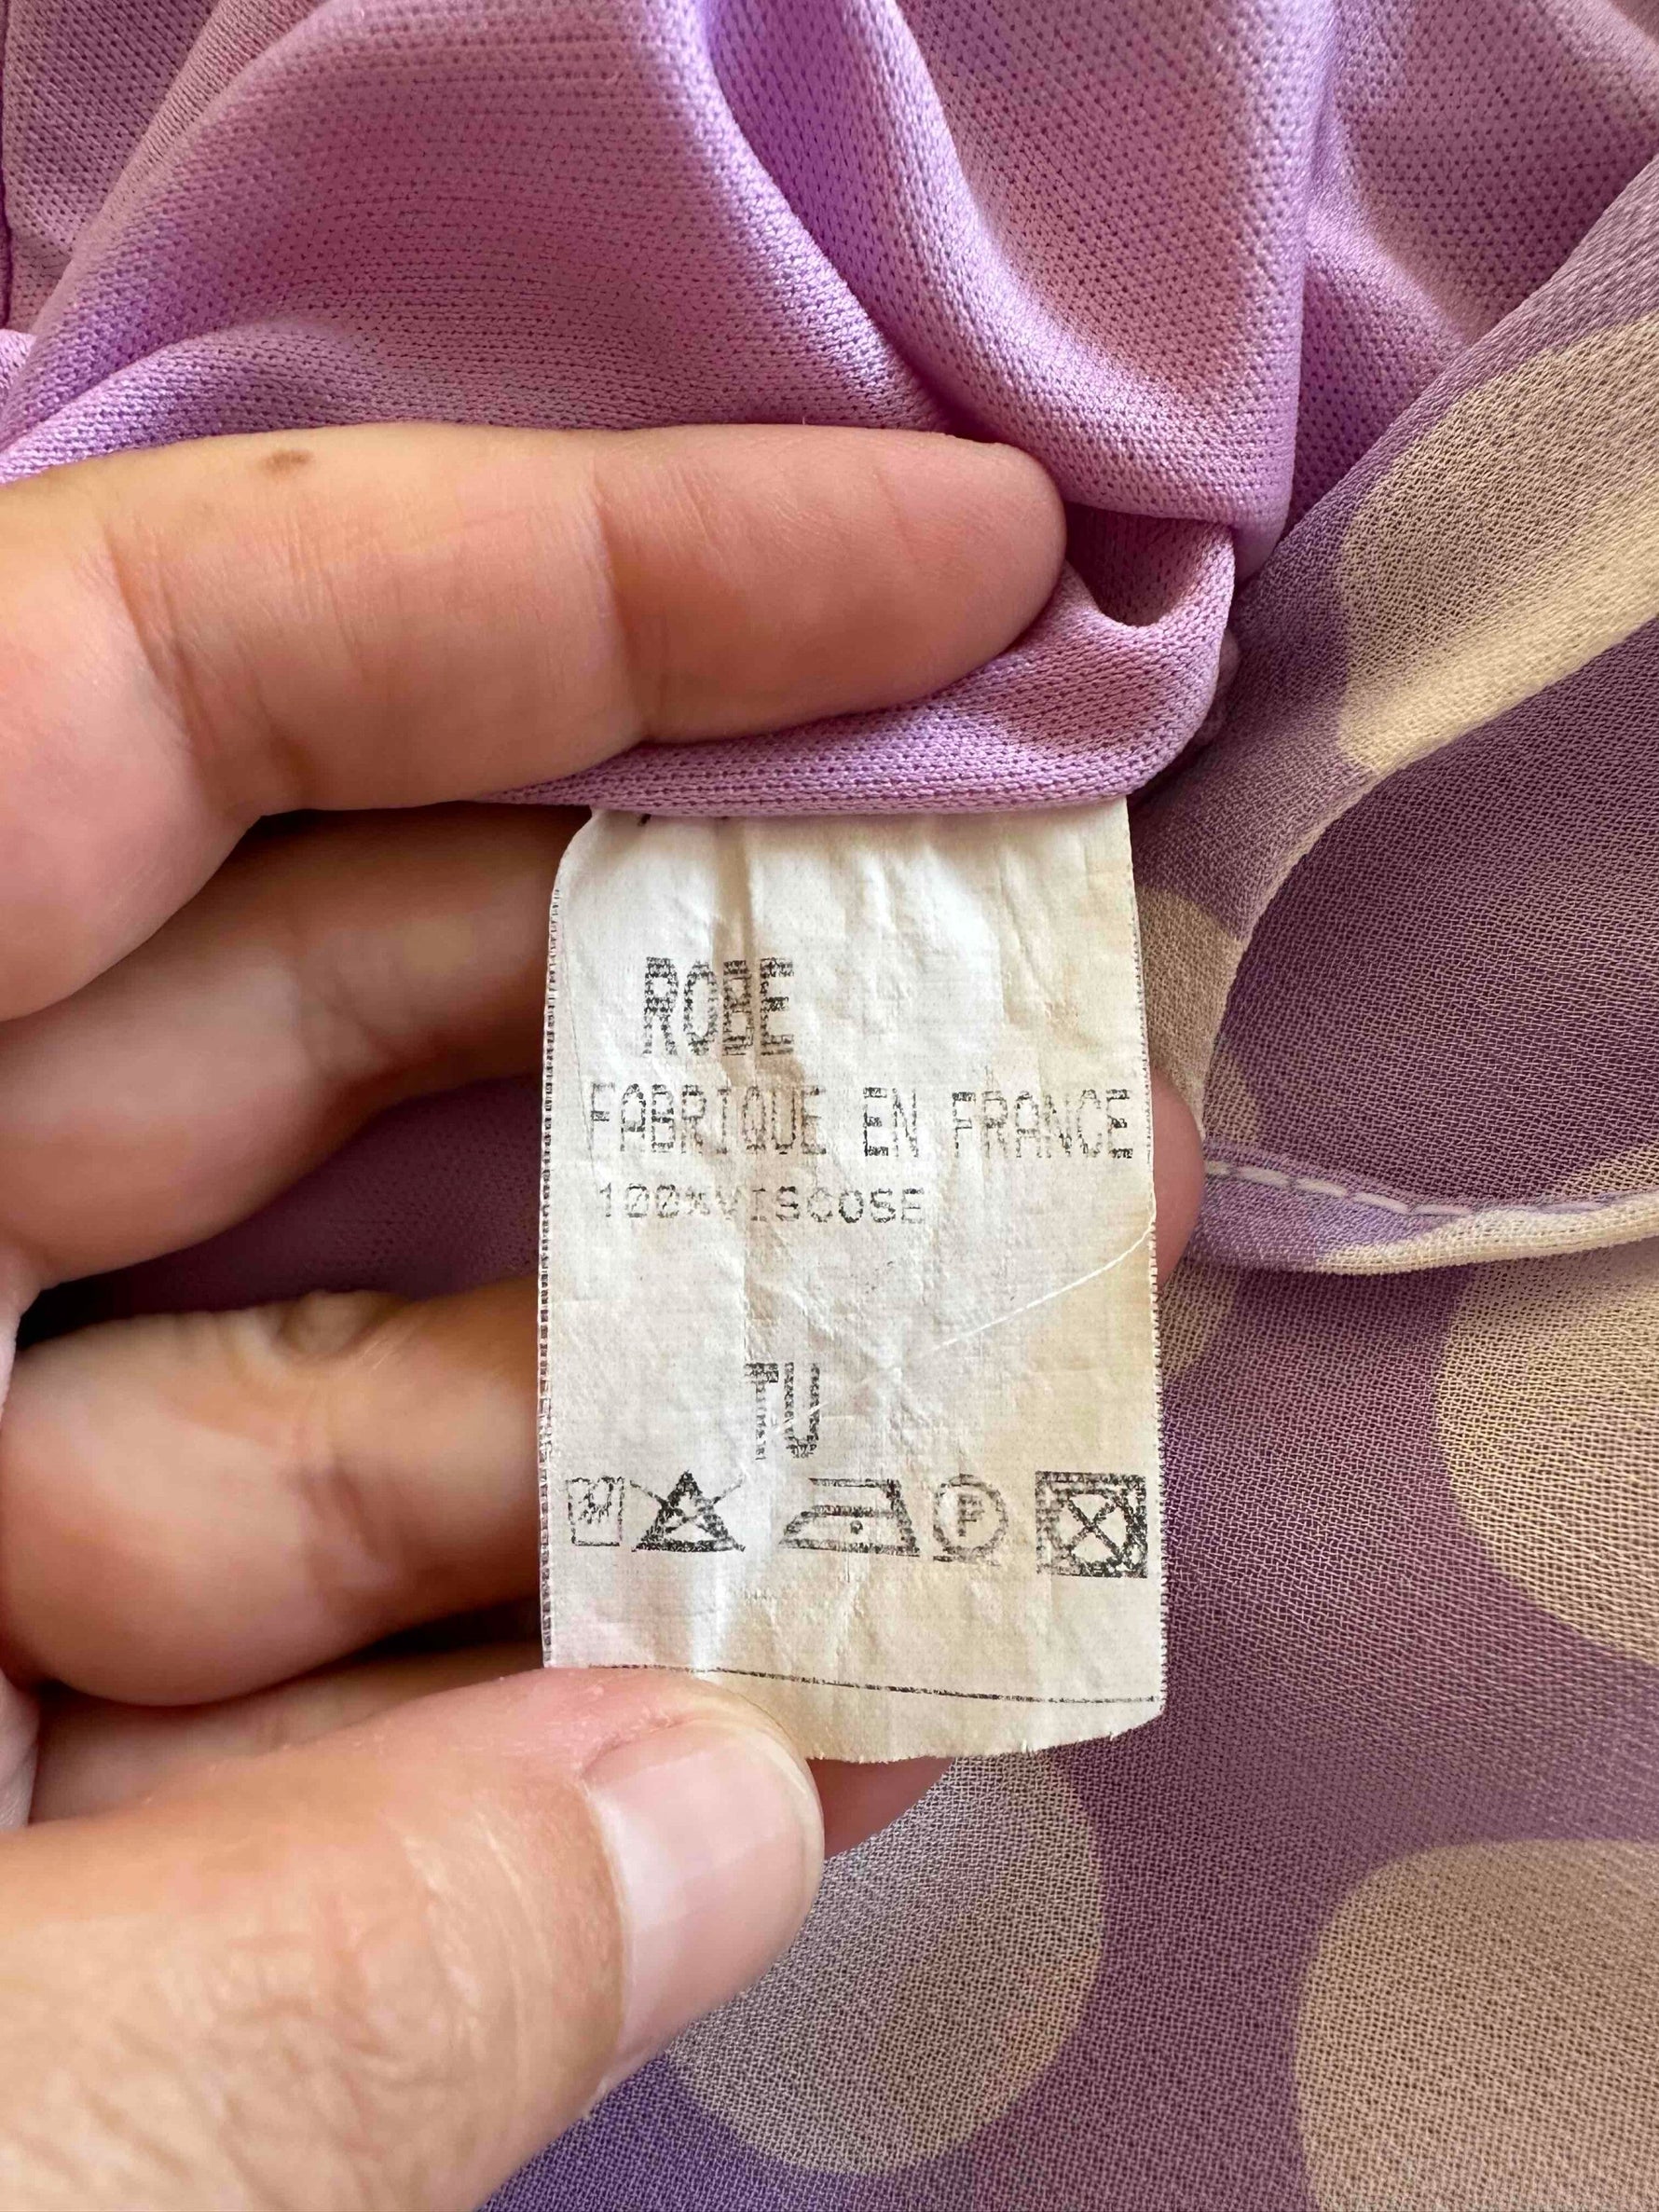 ROBE
FABRIQUE EN FRANCE
100%VISCOSE
TU
F